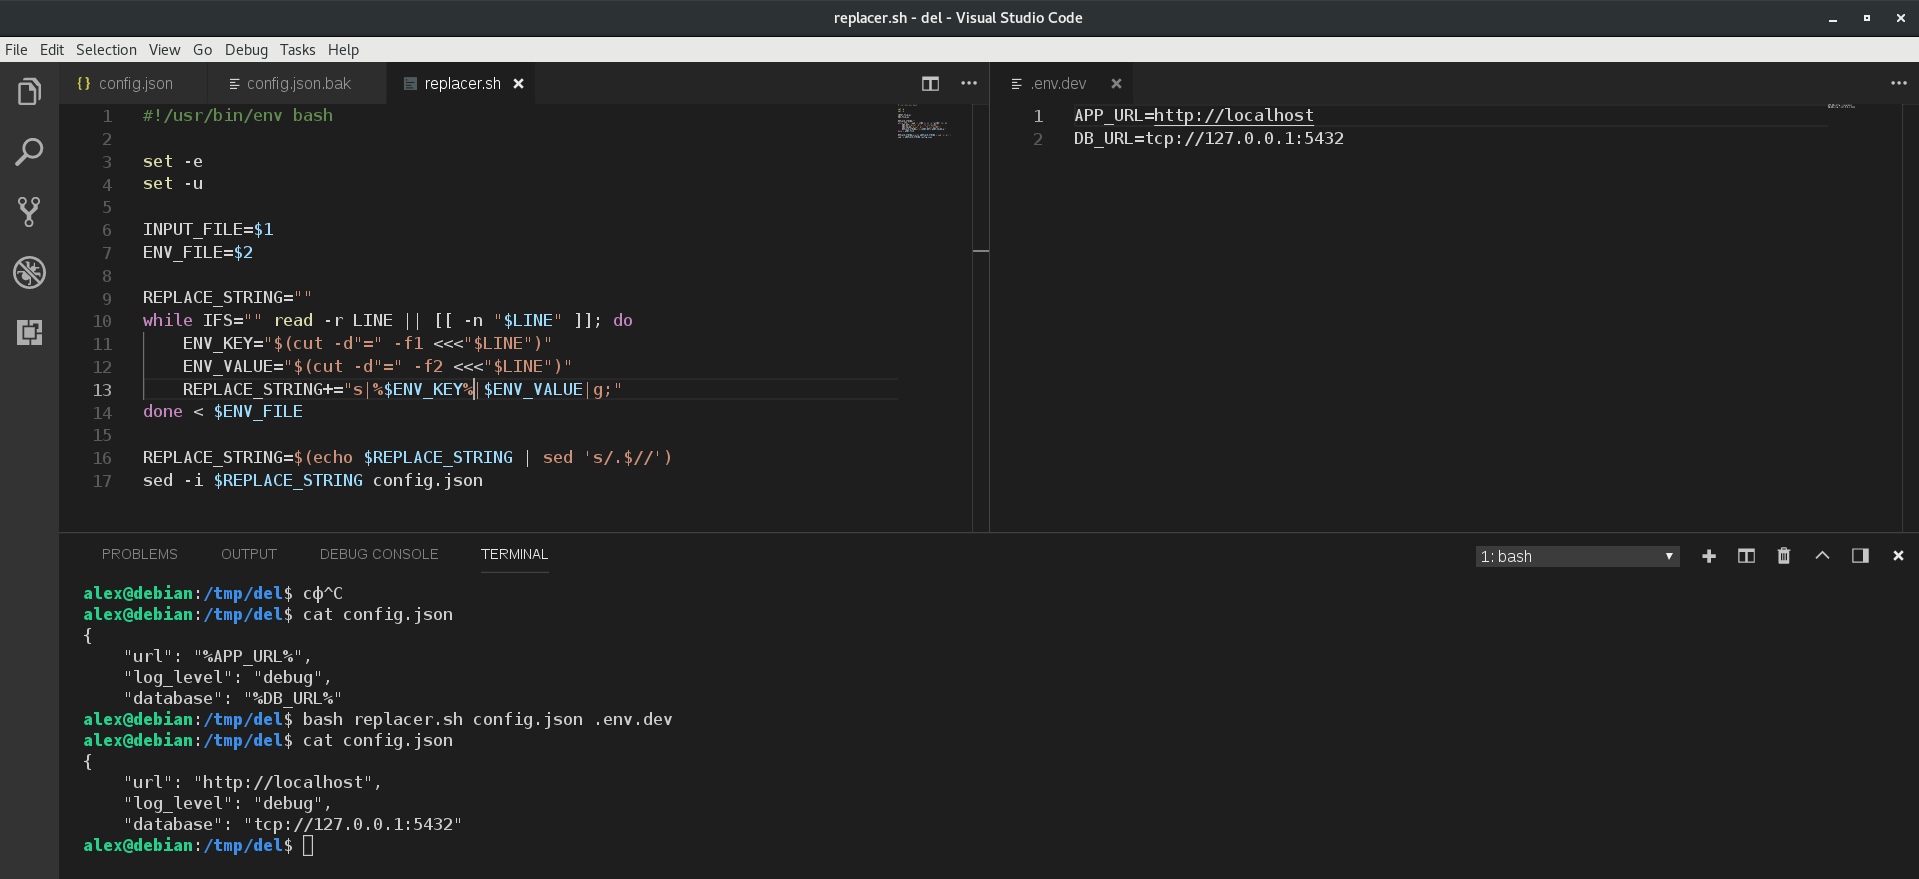 replacer.sh - del - Visual Studio Code
File Edit Selection View Go Debug Tasks Help
{} config.json
config.json.bak
replacer.sh
1 #!/usr/bin/env bash
2
3 set -e
4 set -u
5
6 INPUT_FILE=$1
7 ENV_FILE=$2
8
9 REPLACE_STRING=""
10 while IFS="" read -r LINE || [[ -n "$LINE" ]]; do
11     ENV_KEY="$(cut -d"=" -f1 <<<"$LINE")"
12     ENV_VALUE="$(cut -d"=" -f2 <<<"$LINE")"
13     REPLACE_STRING+="s|%$ENV_KEY%|$ENV_VALUE|g;"
14 done < $ENV_FILE
15
16 REPLACE_STRING=$(echo $REPLACE_STRING | sed 's/.$//')
17 sed -i $REPLACE_STRING config.json
.env.dev
1 APP_URL=http://localhost
2 DB_URL=tcp://127.0.0.1:5432
PROBLEMS OUTPUT DEBUG CONSOLE TERMINAL
1: bash
alex@debian:/tmp/del$ cф^C
alex@debian:/tmp/del$ cat config.json
{
    "url": "%APP_URL%",
    "log_level": "debug",
    "database": "%DB_URL%"
alex@debian:/tmp/del$ bash replacer.sh config.json .env.dev
alex@debian:/tmp/del$ cat config.json
{
    "url": "http://localhost",
    "log_level": "debug",
    "database": "tcp://127.0.0.1:5432"
alex@debian:/tmp/del$